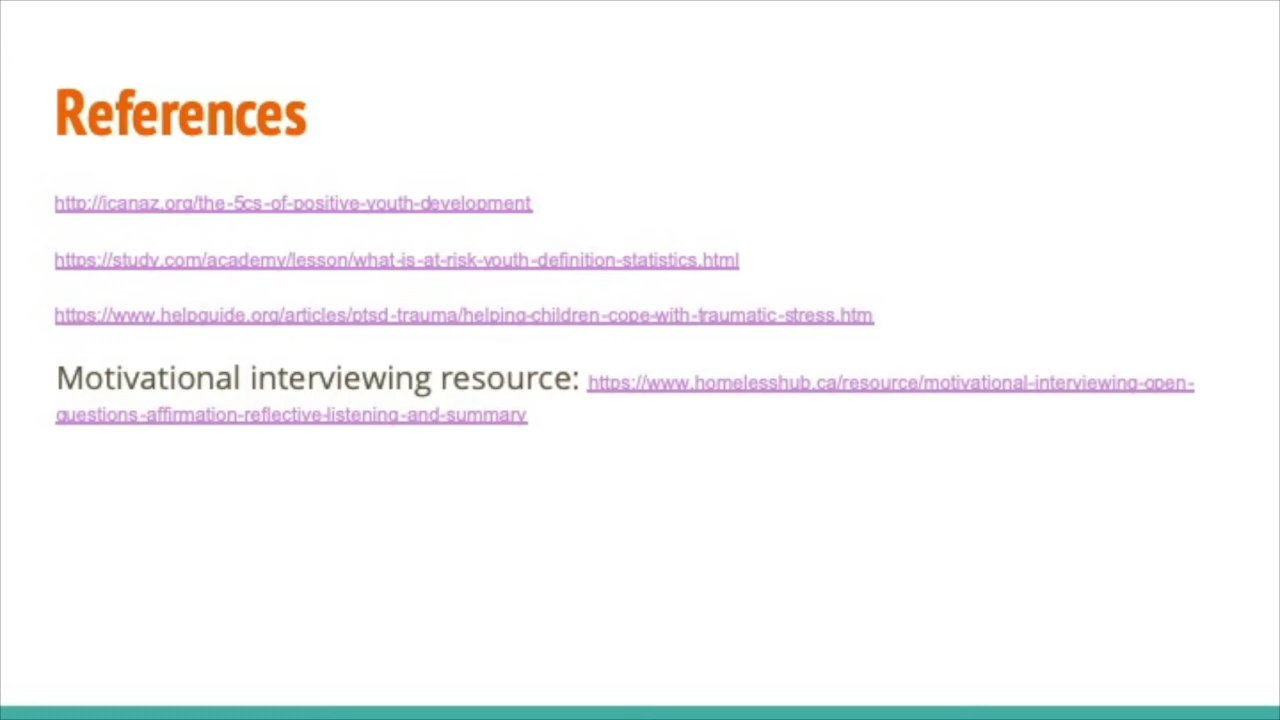 References
http://icanaz.org/the-5cs-of-positive-youth-development
https://study.com/academy/lesson/what-is-at-risk-youth-definition-statistics.html
https://www.helpguide.org/articles/ptsd-trauma/helping-children-cope-with-traumatic-stress.htm
Motivational interviewing resource: https://www.homelesshub.ca/resource/motivational-interviewing-open-
questions-affirmation-reflective-listening-and-summary